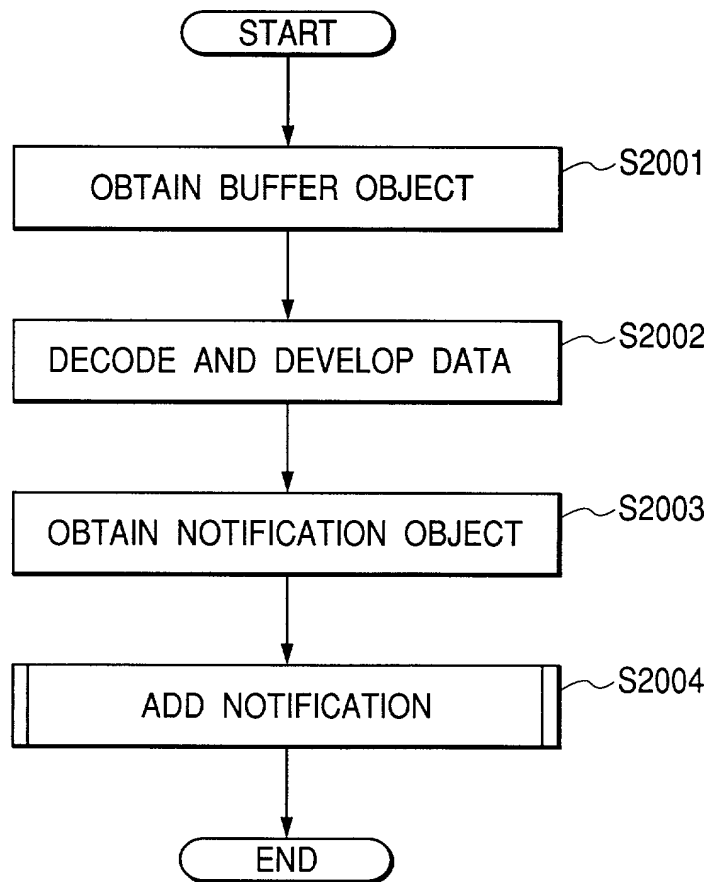 START
OBTAIN BUFFER OBJECT
S2001
DECODE AND DEVELOP DATA
S2002
OBTAIN NOTIFICATION OBJECT
S2003
ADD NOTIFICATION
S2004
END